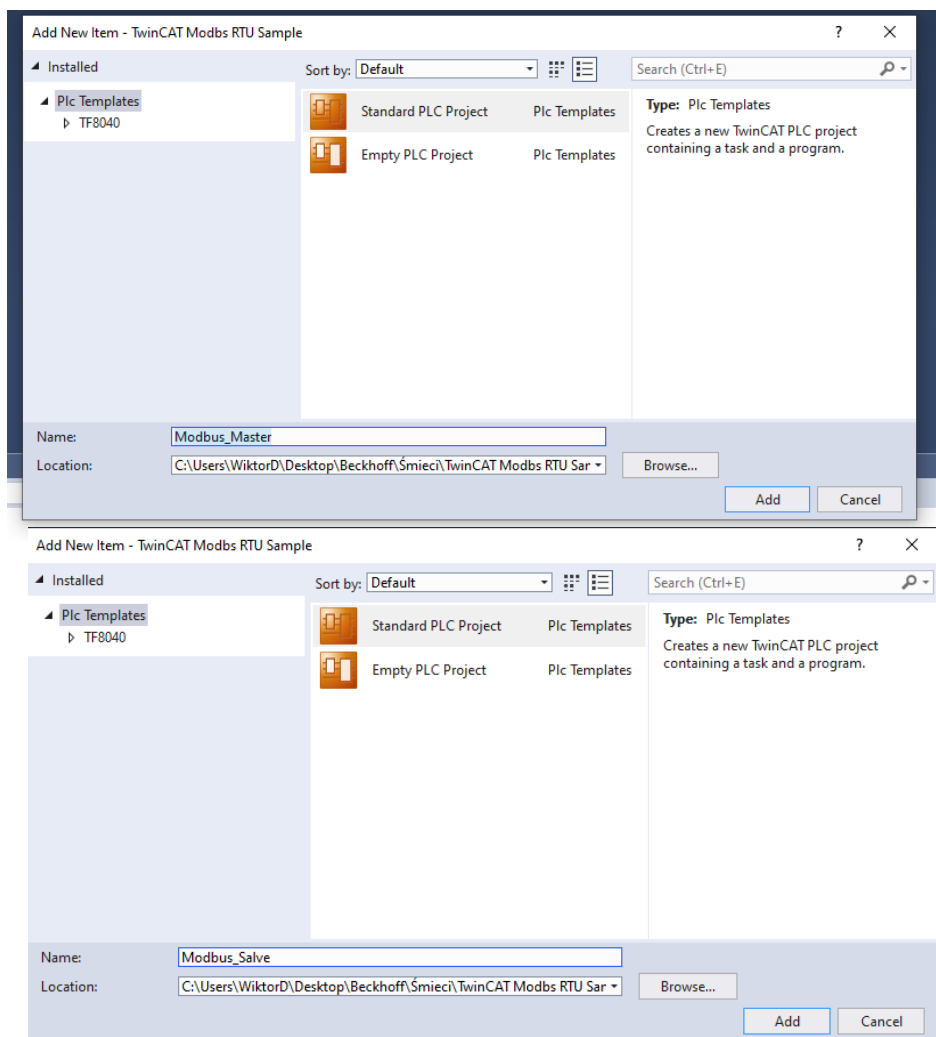 Add New Item - TwinCAT Modbs RTU Sample ? ×
Installed
Sort by: Default
Search (Ctrl+E)
Plc Templates
TF8040
Standard PLC Project Plc Templates
Empty PLC Project Plc Templates
Type: Plc Templates
Creates a new TwinCAT PLC project
containing a task and a program.
Name: Modbus_Master
Location: C:\Users\WiktorD\Desktop\Beckhoff\Śmieci\TwinCAT Modbs RTU Sar
Browse...
Add Cancel
Add New Item - TwinCAT Modbs RTU Sample ? ×
Installed
Sort by: Default
Search (Ctrl+E)
Plc Templates
TF8040
Standard PLC Project Plc Templates
Empty PLC Project Plc Templates
Type: Plc Templates
Creates a new TwinCAT PLC project
containing a task and a program.
Name: Modbus_Salve
Location: C:\Users\WiktorD\Desktop\Beckhoff\Śmieci\TwinCAT Modbs RTU Sar
Browse...
Add Cancel